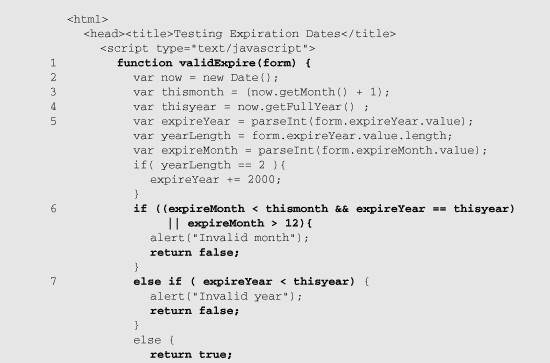 <html>
<head><title>Testing Expiration Dates</title>
<script type="text/javascript">
1 function validExpire(form) {
2 var now = new Date();
3 var thismonth = (now.getMonth() + 1);
4 var thisyear = now.getFullYear() ;
5 var expireYear = parseInt(form.expireYear.value);
var yearLength = form.expireYear.value.length;
var expireMonth = parseInt(form.expireMonth.value);
if( yearLength == 2 ){
expireYear += 2000;
}
6 if ((expireMonth < thismonth && expireYear == thisyear)
|| expireMonth > 12){
alert("Invalid month");
return false;
}
7 else if ( expireYear < thisyear) {
alert("Invalid year");
return false;
}
else {
return true;